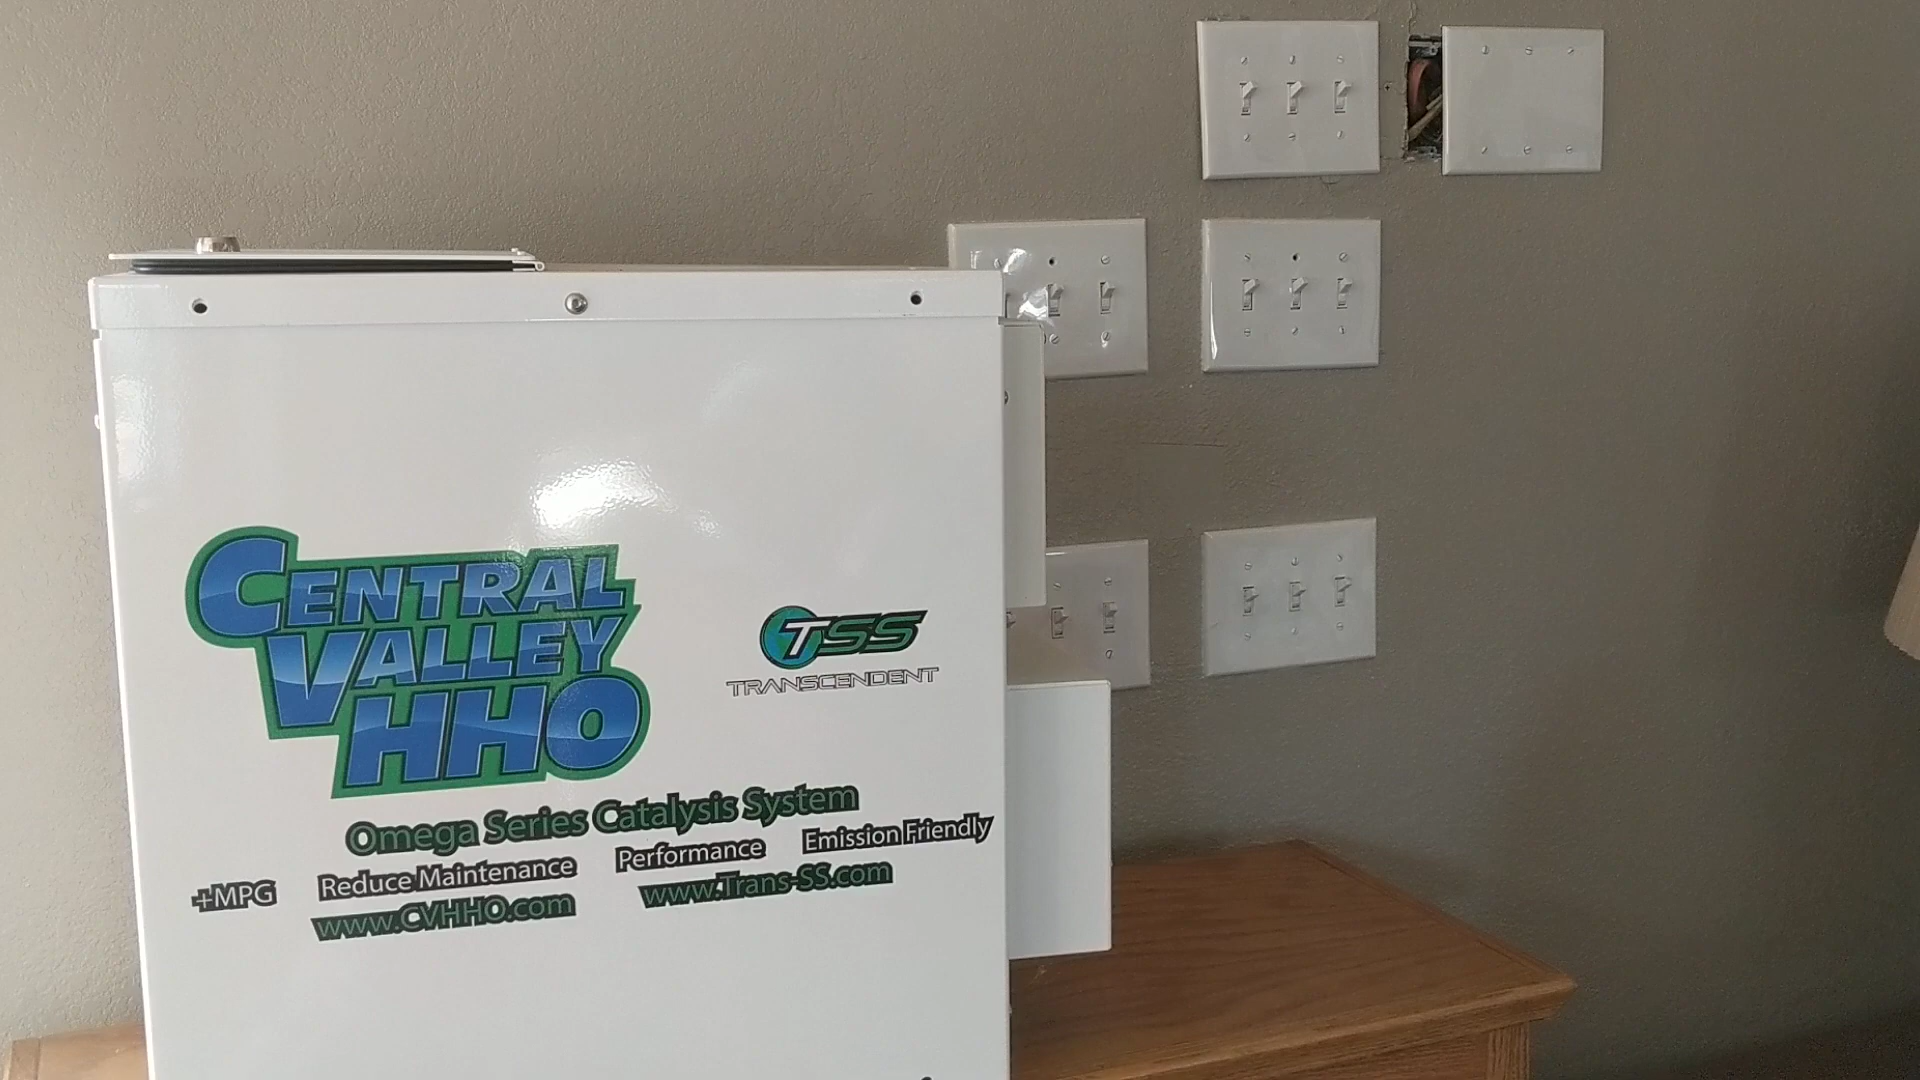 CENTRAL
VALLEY
HHO
TSS
TRANSCENDENT
Omega Series Catalysis System
+MPG Reduce Maintenance Performance Emission Friendly
www.CVHHO.com www.Trans-SS.com